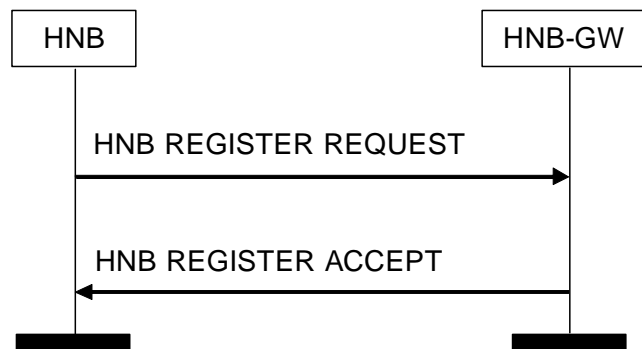 HNB
HNB-GW
HNB REGISTER REQUEST
HNB REGISTER ACCEPT